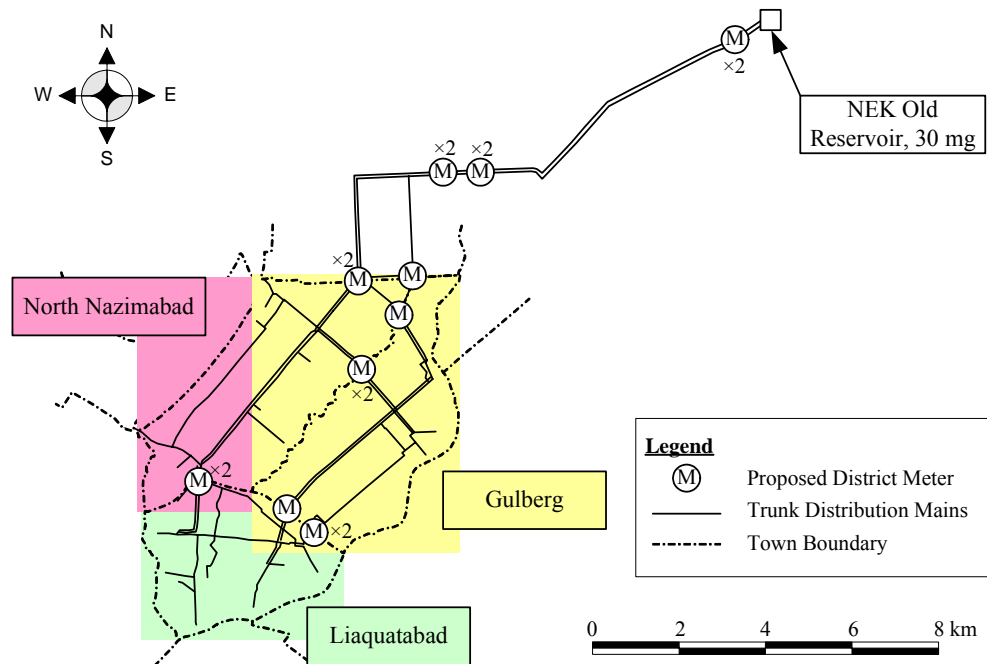 N
W
E
S
M
×2
NEK Old
Reservoir, 30 mg
×2
×2
M
M
×2
M
M
North Nazimabad
M
M
×2
Legend
M
Proposed District Meter
Trunk Distribution Mains
Town Boundary
M
×2
Gulberg
M
M
×2
Liaquatabad
0
2
4
6
8 km